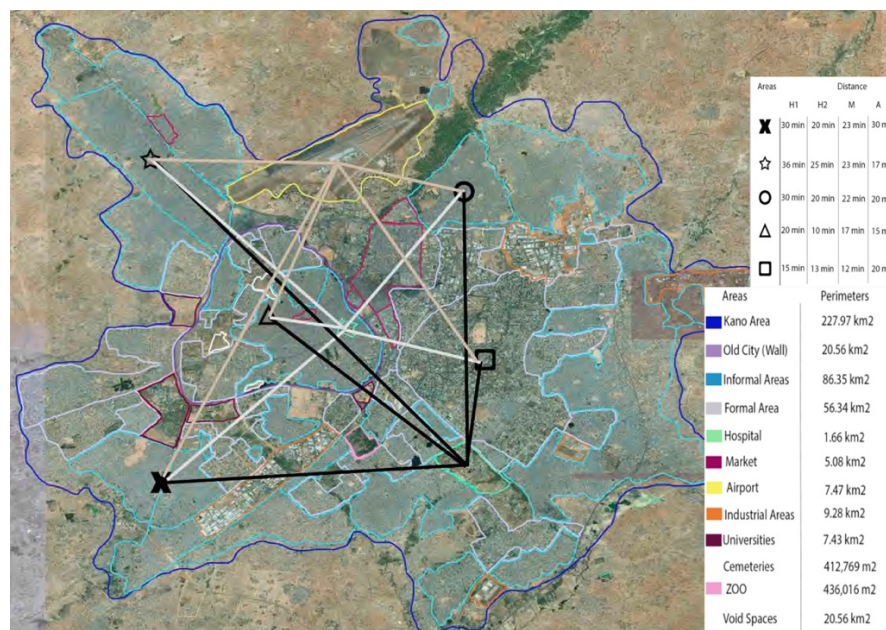 Areas Distance
H1 H2 M A
30 min 20 min 23 min 30 m
36 min 25 min 23 min 17 m
30 min 20 min 22 min 20 m
20 min 10 min 17 min 15 m
15 min 13 min 12 min 20 m
Areas Perimeters
Kano Area 227.97 km2
Old City (Wall) 20.56 km2
Informal Areas 86.35 km2
Formal Area 56.34 km2
Hospital 1.66 km2
Market 5.08 km2
Airport 7.47 km2
Industrial Areas 9.28 km2
Universities 7.43 km2
Cemeteries 412,769 m2
ZOO 436,016 m2
Void Spaces 20.56 km2